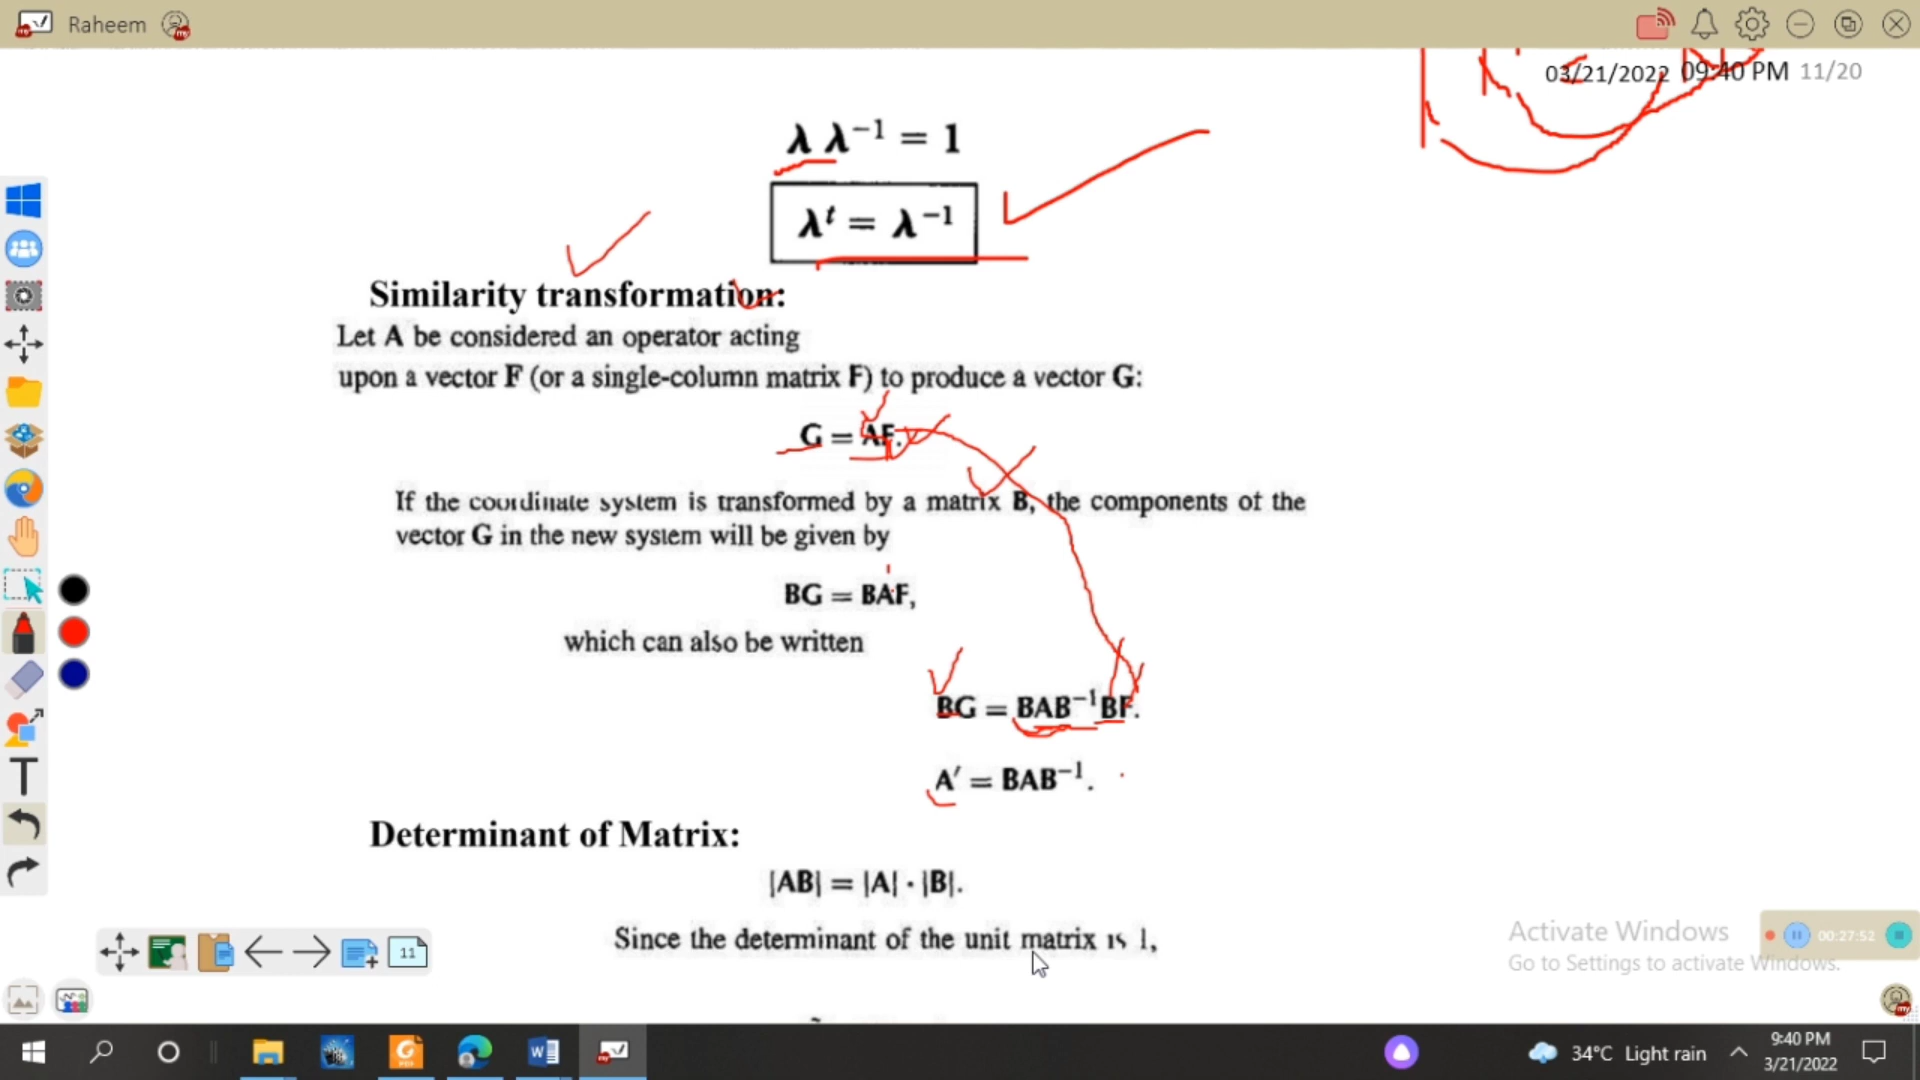 Raheem
03/21/2022 09:40 PM 11/20
λ λ⁻¹ = 1
λᵗ = λ⁻¹
Similarity transformation:
Let A be considered an operator acting
upon a vector F (or a single-column matrix F) to produce a vector G:
G = AF.
If the coordinate system is transformed by a matrix B, the components of the
vector G in the new system will be given by
BG = BAF,
which can also be written
BG = BAB⁻¹BF.
A′ = BAB⁻¹.
Determinant of Matrix:
|AB| = |A| · |B|.
Since the determinant of the unit matrix is 1,
T
11
Activate Windows
Go to Settings to activate Windows.
00:27:52
34°C Light rain
9:40 PM
3/21/2022